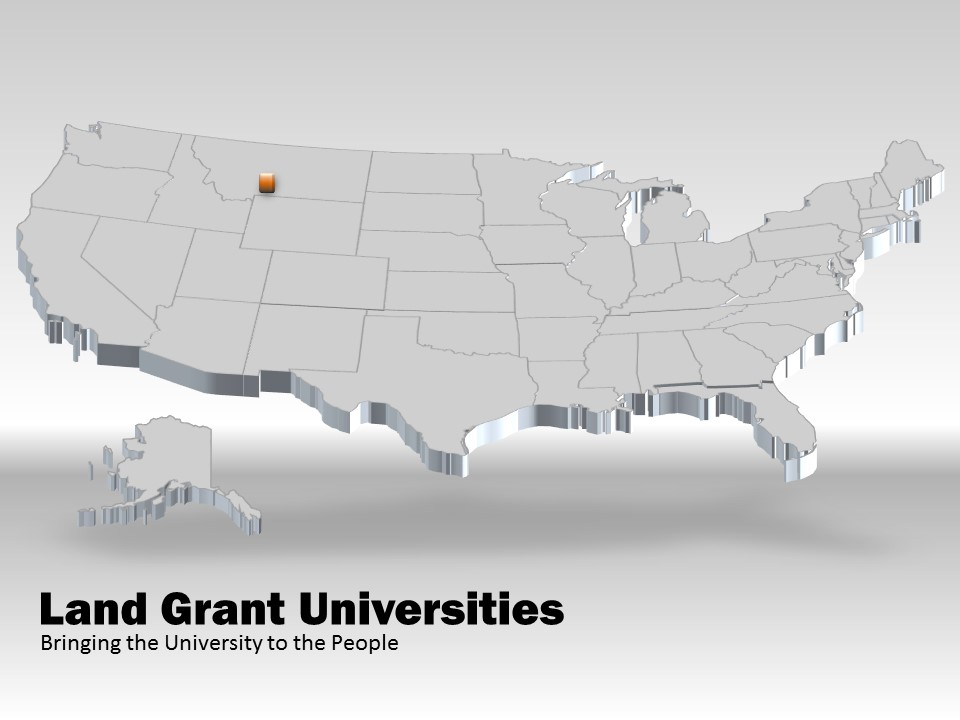 Land Grant Universities
Bringing the University to the People